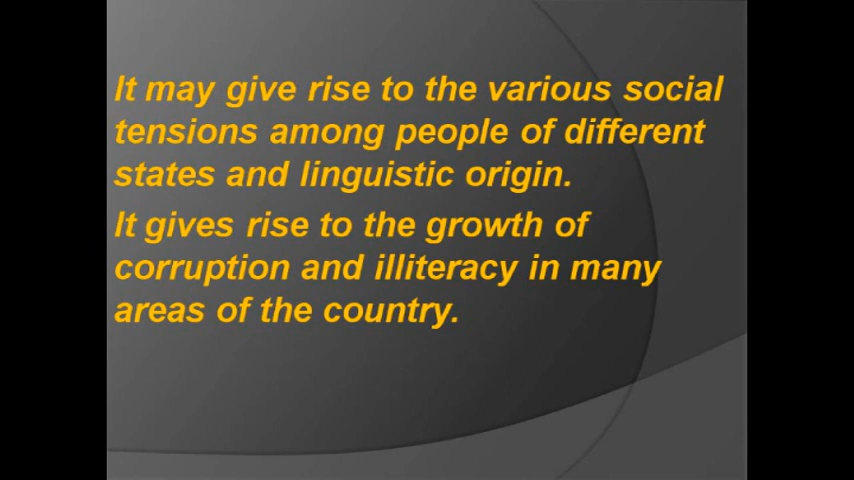 It may give rise to the various social
tensions among people of different
states and linguistic origin.
It gives rise to the growth of
corruption and illiteracy in many
areas of the country.